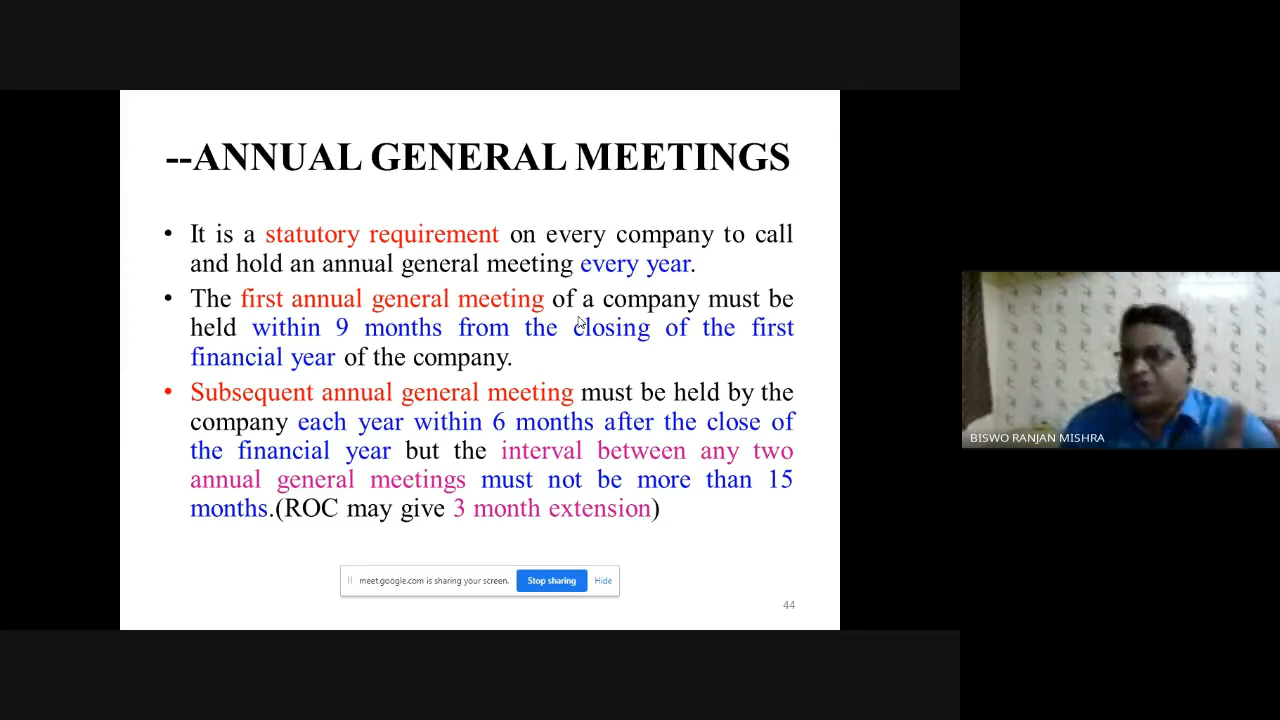 --ANNUAL GENERAL MEETINGS
• It is a statutory requirement on every company to call
and hold an annual general meeting every year.
• The first annual general meeting of a company must be
held within 9 months from the closing of the first
financial year of the company.
• Subsequent annual general meeting must be held by the
company each year within 6 months after the close of
the financial year but the interval between any two
annual general meetings must not be more than 15
months.(ROC may give 3 month extension)
meet.google.com is sharing your screen. Stop sharing Hide
44
BISWO RANJAN MISHRA